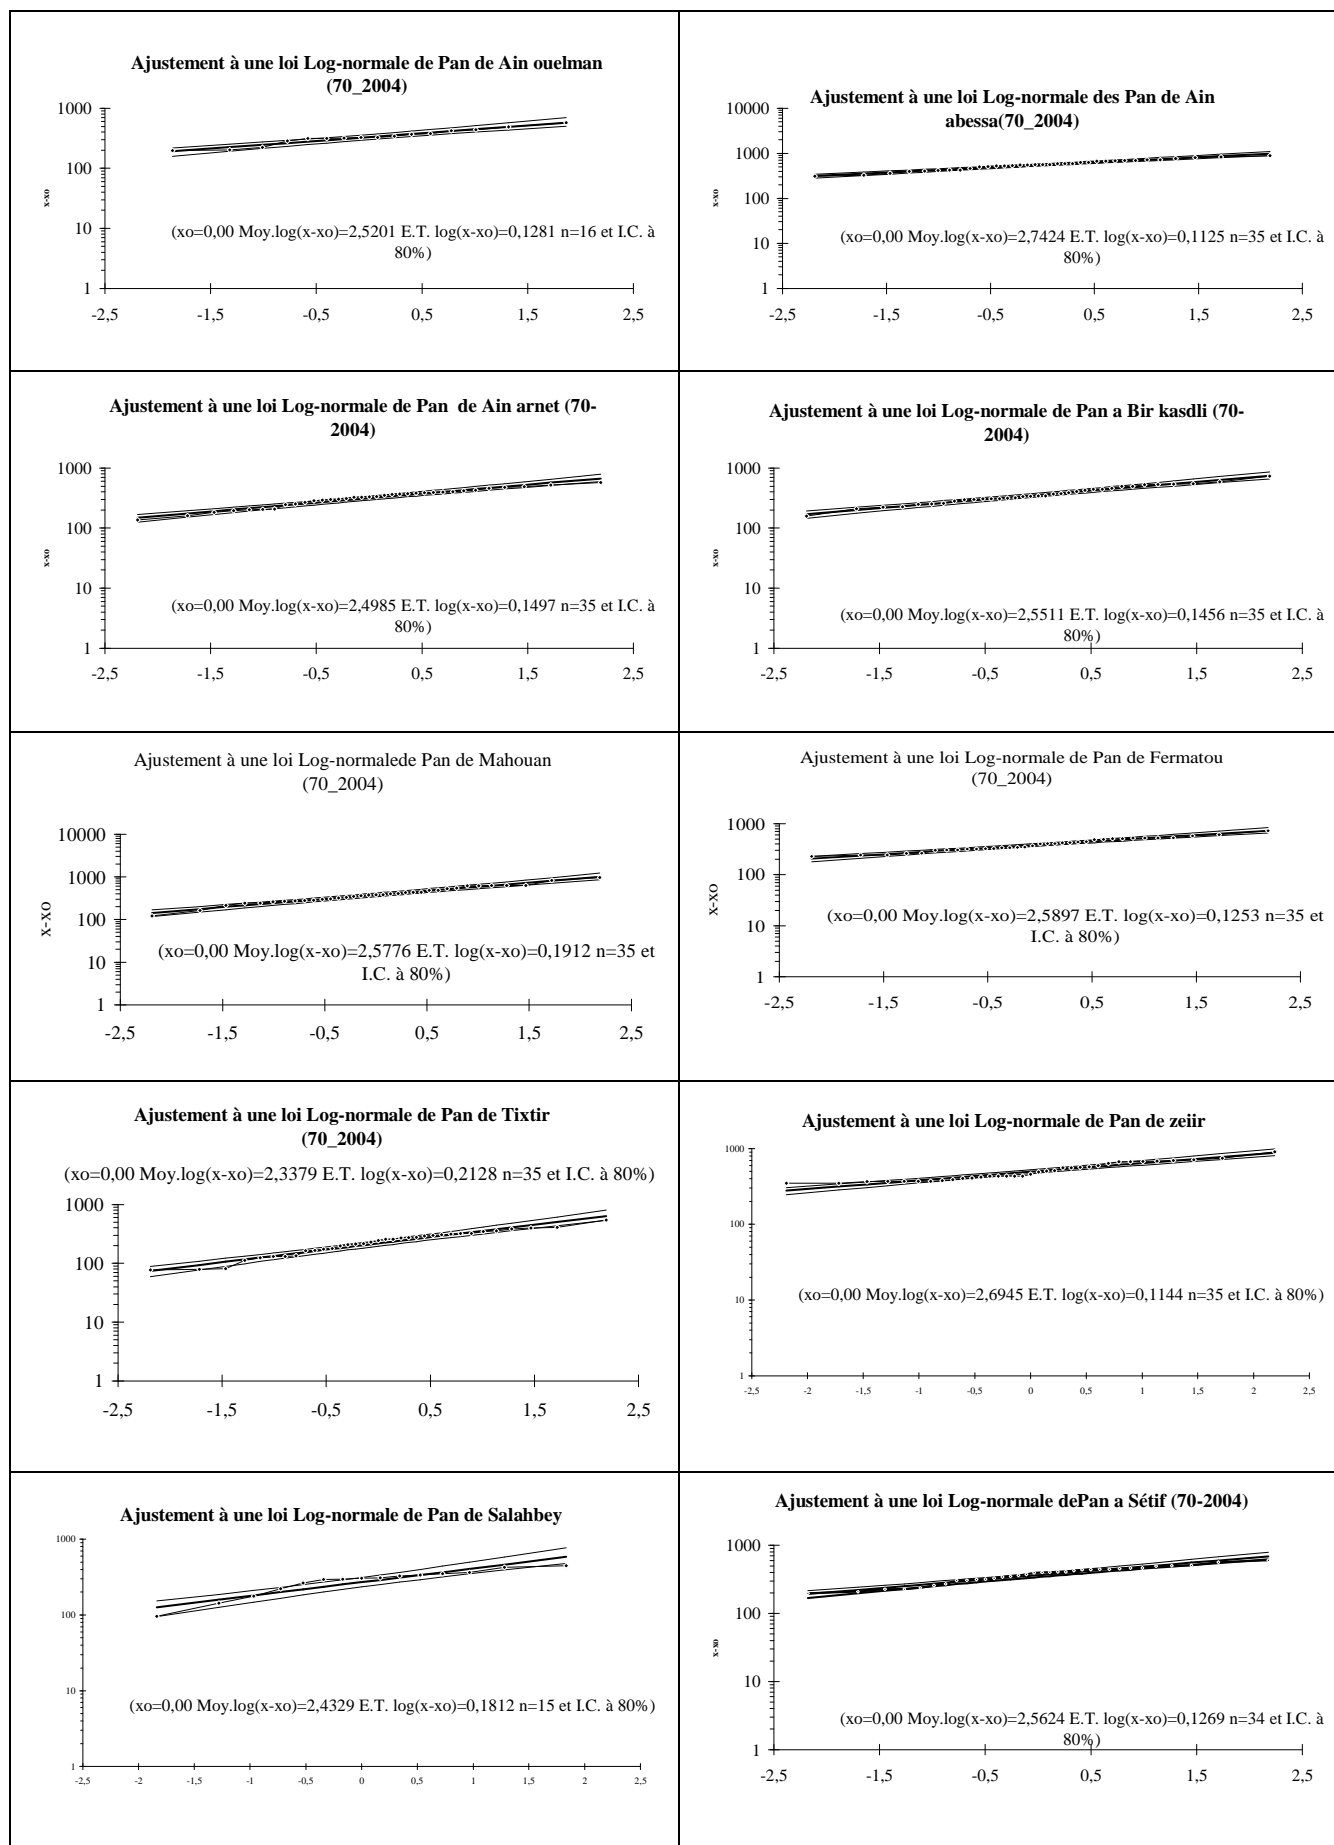 Ajustement à une loi Log-normale de Pan de Ain ouelman
(70_2004)
1000
100
10
1
x-xo
(xo=0,00 Moy.log(x-xo)=2,5201 E.T. log(x-xo)=0,1281 n=16 et I.C. à
80%)
-2,5 -1,5 -0,5 0,5 1,5 2,5
Ajustement à une loi Log-normale des Pan de Ain
abessa(70_2004)
10000
1000
100
10
1
x-xo
(xo=0,00 Moy.log(x-xo)=2,7424 E.T. log(x-xo)=0,1125 n=35 et I.C. à
80%)
-2,5 -1,5 -0,5 0,5 1,5 2,5
Ajustement à une loi Log-normale de Pan de Ain arnet (70-
2004)
1000
100
10
1
x-xo
(xo=0,00 Moy.log(x-xo)=2,4985 E.T. log(x-xo)=0,1497 n=35 et I.C. à
80%)
-2,5 -1,5 -0,5 0,5 1,5 2,5
Ajustement à une loi Log-normale de Pan a Bir kasdli (70-
2004)
1000
100
10
1
x-xo
(xo=0,00 Moy.log(x-xo)=2,5511 E.T. log(x-xo)=0,1456 n=35 et I.C. à
80%)
-2,5 -1,5 -0,5 0,5 1,5 2,5
Ajustement à une loi Log-normalede Pan de Mahouan
(70_2004)
10000
1000
100
10
1
x-xo
(xo=0,00 Moy.log(x-xo)=2,5776 E.T. log(x-xo)=0,1912 n=35 et
I.C. à 80%)
-2,5 -1,5 -0,5 0,5 1,5 2,5
Ajustement à une loi Log-normale de Pan de Fermatou
(70_2004)
1000
100
10
1
x-xo
(xo=0,00 Moy.log(x-xo)=2,5897 E.T. log(x-xo)=0,1253 n=35 et
I.C. à 80%)
-2,5 -1,5 -0,5 0,5 1,5 2,5
Ajustement à une loi Log-normale de Pan de Tixtir
(70_2004)
(xo=0,00 Moy.log(x-xo)=2,3379 E.T. log(x-xo)=0,2128 n=35 et I.C. à 80%)
1000
100
10
1
-2,5 -1,5 -0,5 0,5 1,5 2,5
Ajustement à une loi Log-normale de Pan de zeiir
1000
100
10
1
(xo=0,00 Moy.log(x-xo)=2,6945 E.T. log(x-xo)=0,1144 n=35 et I.C. à 80%)
-2,5 -2 -1,5 -1 -0,5 0 0,5 1 1,5 2 2,5
Ajustement à une loi Log-normale de Pan de Salahbey
1000
100
10
1
(xo=0,00 Moy.log(x-xo)=2,4329 E.T. log(x-xo)=0,1812 n=15 et I.C. à 80%)
-2,5 -2 -1,5 -1 -0,5 0 0,5 1 1,5 2 2,5
Ajustement à une loi Log-normale dePan a Sétif (70-2004)
1000
100
10
1
x-xo
(xo=0,00 Moy.log(x-xo)=2,5624 E.T. log(x-xo)=0,1269 n=34 et I.C. à
80%)
-2,5 -1,5 -0,5 0,5 1,5 2,5